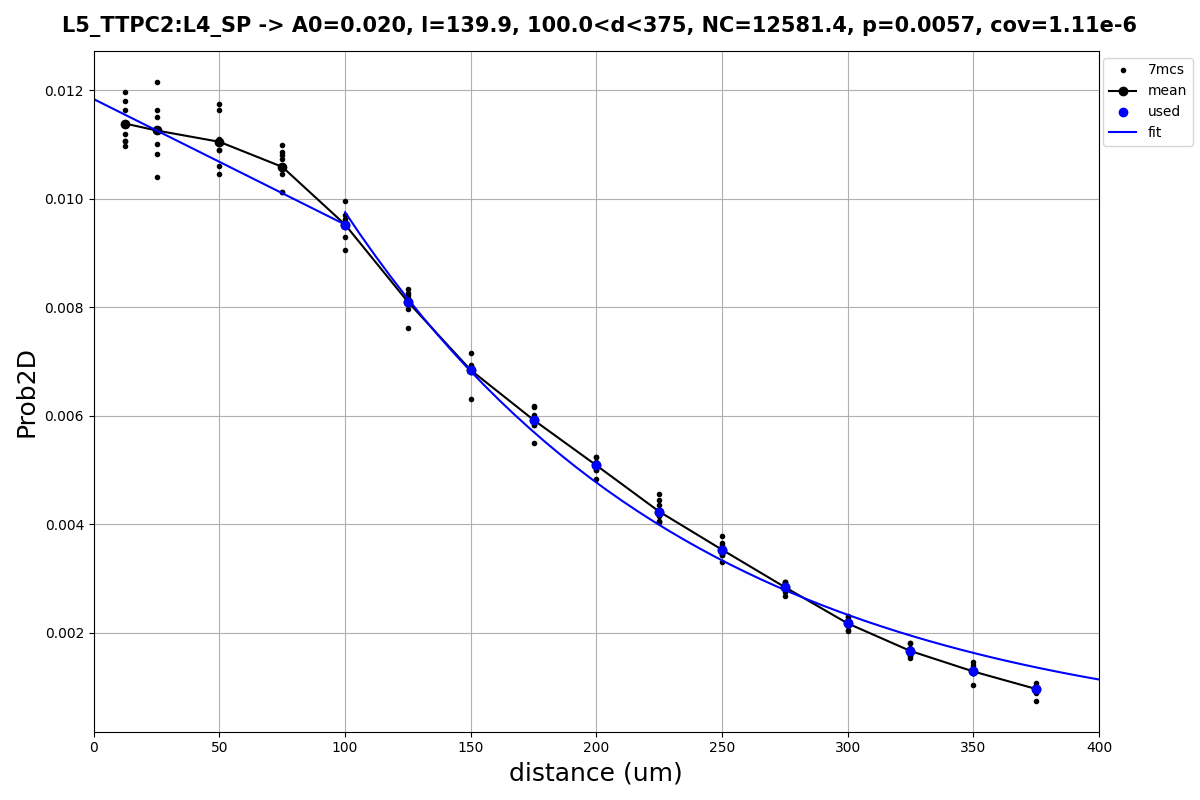 L5_TTPC2:L4_SP -> A0=0.020, l=139.9, 100.0<d<375, NC=12581.4, p=0.0057, cov=1.11e-6
7mcs
mean
used
fit
0.012
0.010
0.008
0.006
0.004
0.002
Prob2D
0 50 100 150 200 250 300 350 400
distance (um)